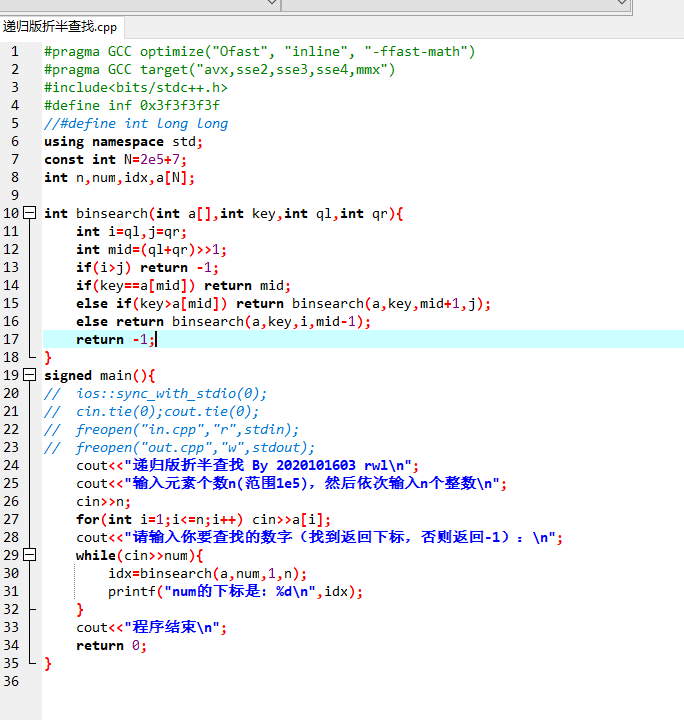 递归版折半查找.cpp
1 #pragma GCC optimize("Ofast", "inline", "-ffast-math")
2 #pragma GCC target("avx,sse2,sse3,sse4,mmx")
3 #include<bits/stdc++.h>
4 #define inf 0x3f3f3f3f
5 //#define int long long
6 using namespace std;
7 const int N=2e5+7;
8 int n,num,idx,a[N];
9
10 int binsearch(int a[],int key,int ql,int qr){
11     int i=ql,j=qr;
12     int mid=(ql+qr)>>1;
13     if(i>j) return -1;
14     if(key==a[mid]) return mid;
15     else if(key>a[mid]) return binsearch(a,key,mid+1,j);
16     else return binsearch(a,key,i,mid-1);
17     return -1;
18 }
19 signed main(){
20 //  ios::sync_with_stdio(0);
21 //  cin.tie(0);cout.tie(0);
22 //  freopen("in.cpp","r",stdin);
23 //  freopen("out.cpp","w",stdout);
24     cout<<"递归版折半查找 By 2020101603 rwl\n";
25     cout<<"输入元素个数n(范围1e5)，然后依次输入n个整数\n";
26     cin>>n;
27     for(int i=1;i<=n;i++) cin>>a[i];
28     cout<<"请输入你要查找的数字（找到返回下标，否则返回-1）：\n";
29     while(cin>>num){
30         idx=binsearch(a,num,1,n);
31         printf("num的下标是：%d\n",idx);
32     }
33     cout<<"程序结束\n";
34     return 0;
35 }
36